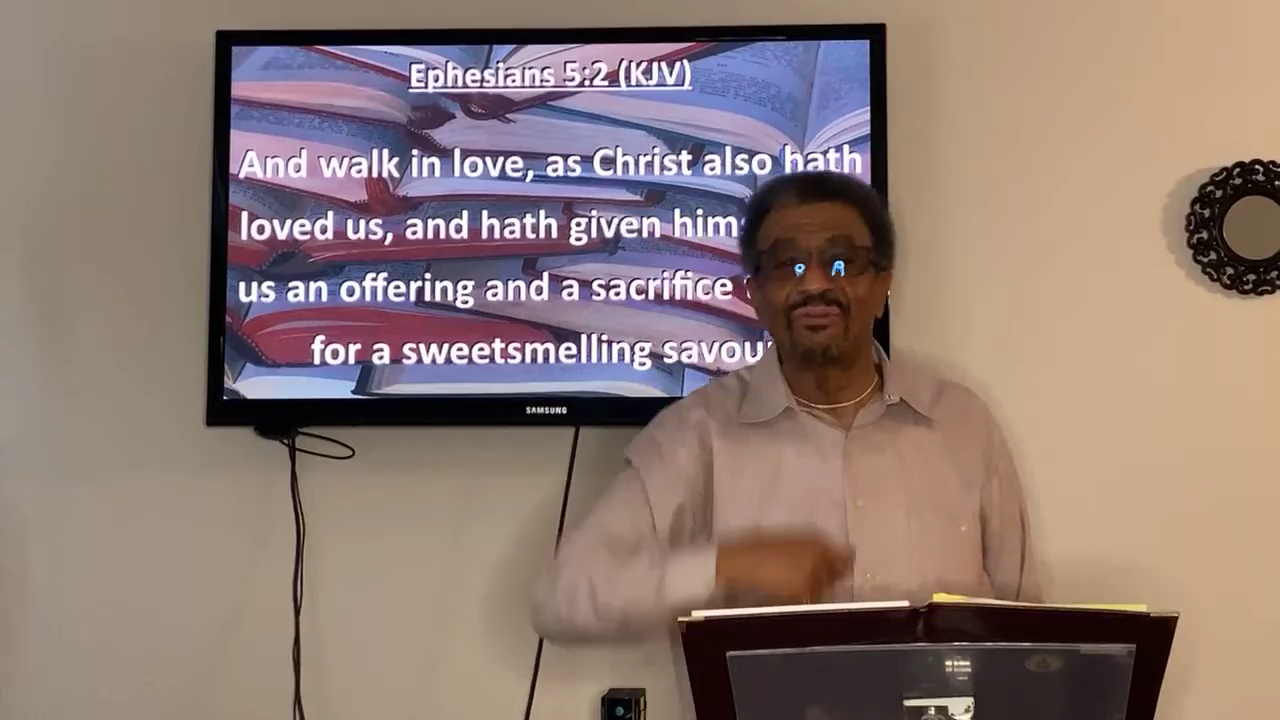 Ephesians 5:2 (KJV)
And walk in love, as Christ also hath
loved us, and hath given him
us an offering and a sacrifice
for a sweetsmelling savou
SAMSUNG